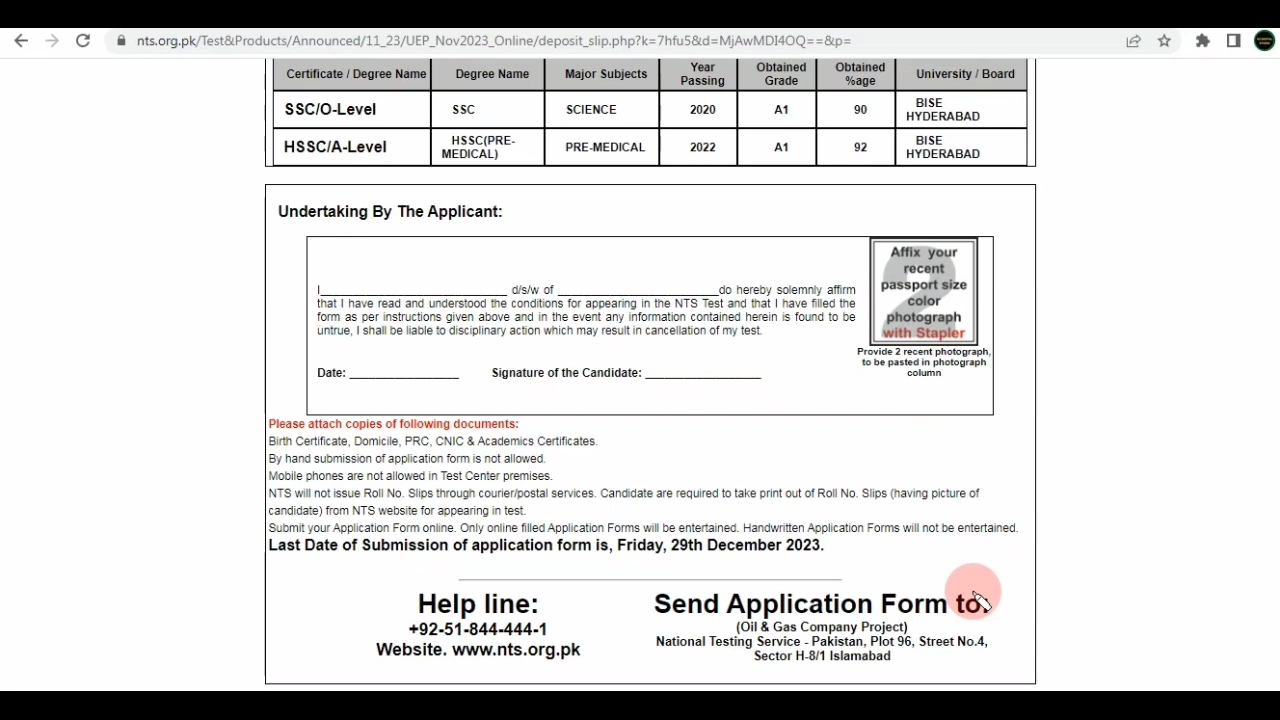 nts.org.pk/Test&Products/Announced/11_23/UEP_Nov2023_Online/deposit_slip.php?k=7hfu5&d=MjAwMDI4OQ==&p=
Certificate / Degree Name Degree Name Major Subjects Year Passing Obtained Grade Obtained %age University / Board
SSC/O-Level SSC SCIENCE 2020 A1 90 BISE HYDERABAD
HSSC/A-Level HSSC(PRE-MEDICAL) PRE-MEDICAL 2022 A1 92 BISE HYDERABAD
Undertaking By The Applicant:
I____________________________ d/s/w of ________________________do hereby solemnly affirm
that I have read and understood the conditions for appearing in the NTS Test and that I have filled the
form as per instructions given above and in the event any information contained herein is found to be
untrue, I shall be liable to disciplinary action which may result in cancellation of my test.
Date: ________________ Signature of the Candidate: _________________
2
Affix your
recent
passport size
color
photograph
with Stapler
Provide 2 recent photograph,
to be pasted in photograph
column
Please attach copies of following documents:
Birth Certificate, Domicile, PRC, CNIC & Academics Certificates.
By hand submission of application form is not allowed.
Mobile phones are not allowed in Test Center premises.
NTS will not issue Roll No. Slips through courier/postal services. Candidate are required to take print out of Roll No. Slips (having picture of
candidate) from NTS website for appearing in test.
Submit your Application Form online. Only online filled Application Forms will be entertained. Handwritten Application Forms will not be entertained.
Last Date of Submission of application form is, Friday, 29th December 2023.
Help line:
+92-51-844-444-1
Website. www.nts.org.pk
Send Application Form to:
(Oil & Gas Company Project)
National Testing Service - Pakistan, Plot 96, Street No.4,
Sector H-8/1 Islamabad